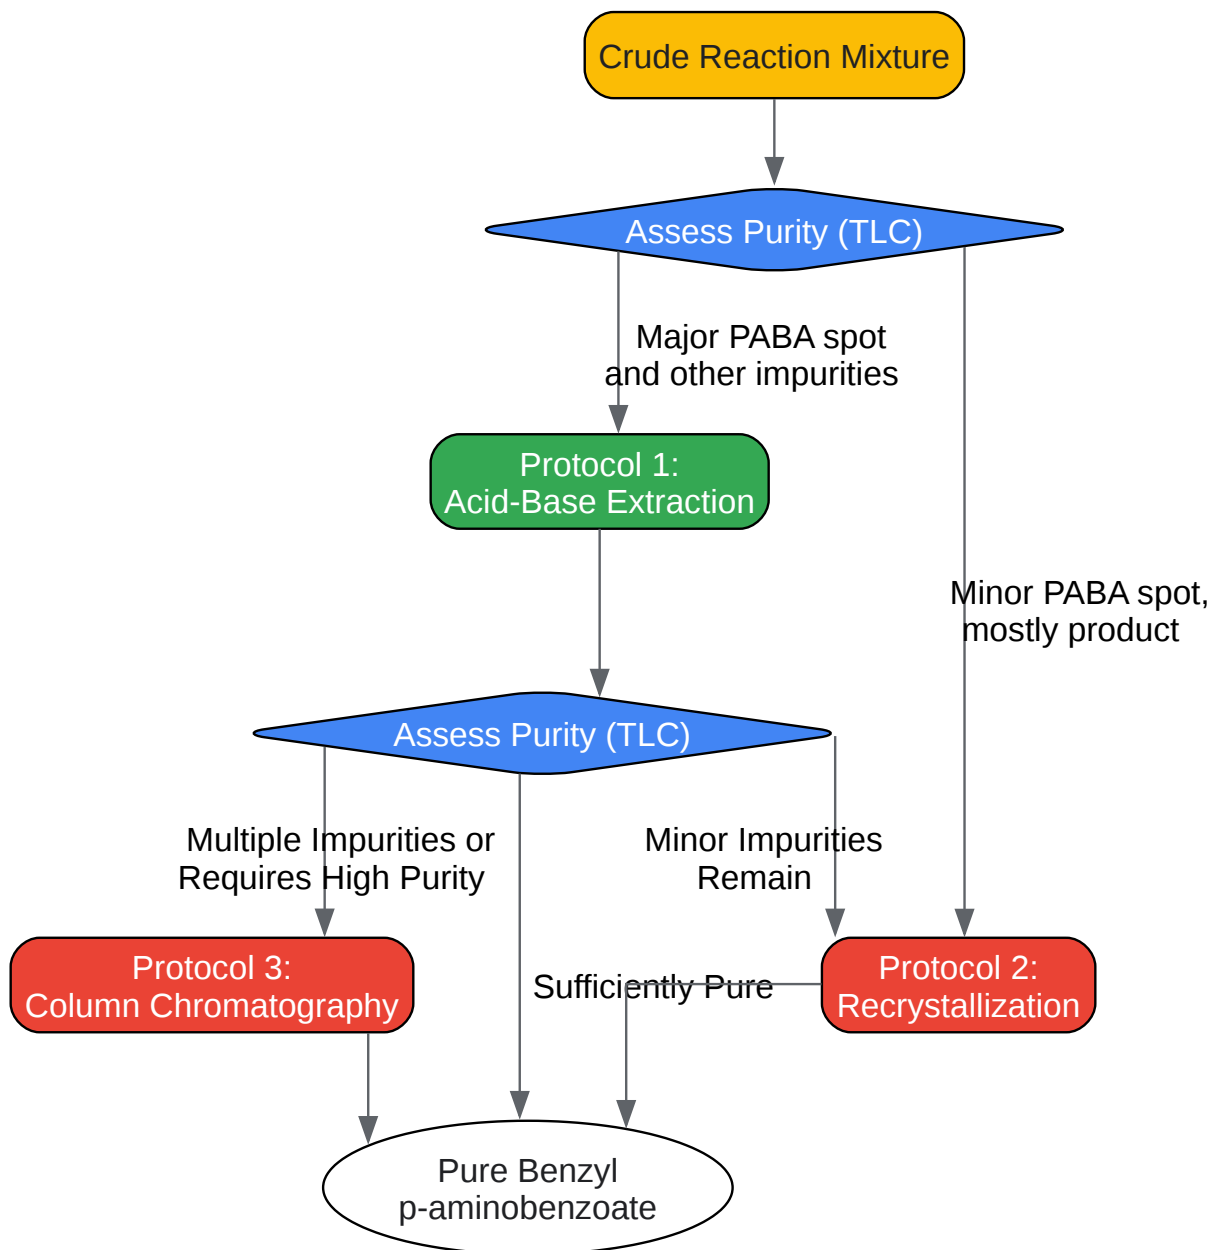 Crude Reaction Mixture
Assess Purity (TLC)
Major PABA spot
and other impurities
Protocol 1:
Acid-Base Extraction
Minor PABA spot,
mostly product
Assess Purity (TLC)
Multiple Impurities or
Requires High Purity
Minor Impurities
Remain
Protocol 3:
Column Chromatography
Sufficiently Pure
Protocol 2:
Recrystallization
Pure Benzyl
p-aminobenzoate